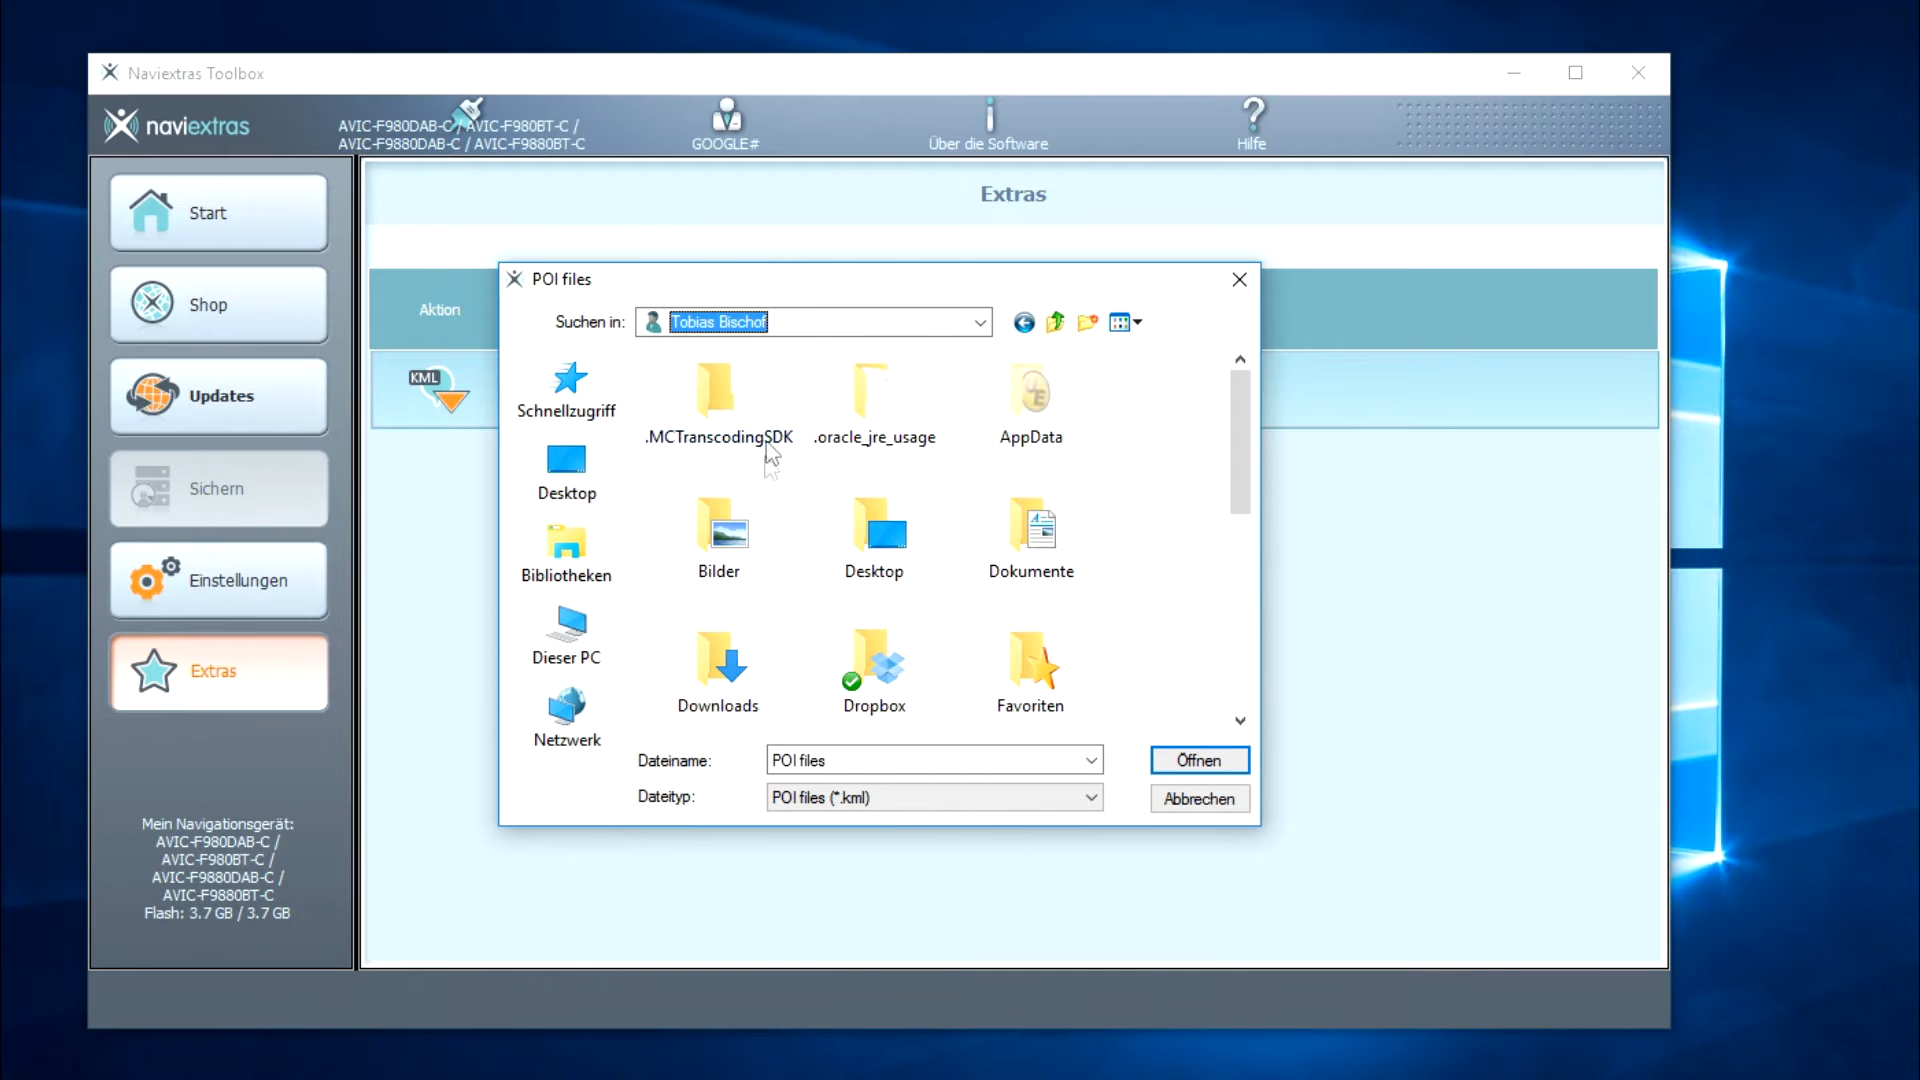 Naviextras Toolbox
naviextras
AVIC-F980DAB-C / AVIC-F980BT-C /
AVIC-F9880DAB-C / AVIC-F9880BT-C
GOOGLE#
Über die Software
Hilfe
Start
Shop
Updates
Sichern
Einstellungen
Extras
Mein Navigationsgerät:
AVIC-F980DAB-C /
AVIC-F980BT-C /
AVIC-F9880DAB-C /
AVIC-F9880BT-C
Flash: 3.7 GB / 3.7 GB
Extras
Aktion
KML
POI files
Suchen in:
Tobias Bischof
Schnellzugriff
Desktop
Bibliotheken
Dieser PC
Netzwerk
.MCTranscodingSDK
.oracle_jre_usage
AppData
Bilder
Desktop
Dokumente
Downloads
Dropbox
Favoriten
Dateiname:
POI files
Öffnen
Dateityp:
POI files (*.kml)
Abbrechen